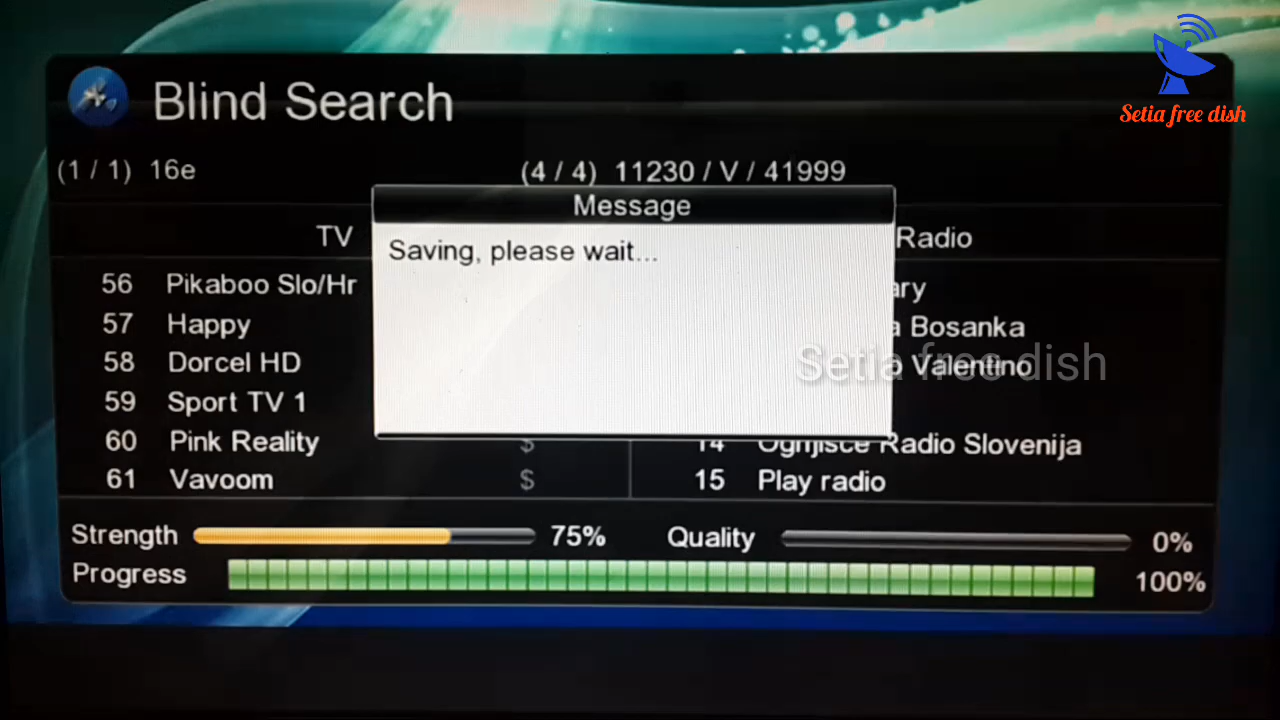 Setia free dish
Blind Search
(1 / 1) 16e (4 / 4) 11230 / V / 41999
Message
Saving, please wait...
TV Radio
56 Pikaboo Slo/Hr
57 Happy
Bosanka
58 Dorcel HD
Valentino
Setia free dish
59 Sport TV 1
60 Pink Reality $ 14 Ognjisce Radio Slovenija
61 Vavoom $ 15 Play radio
Strength 75% Quality 0%
Progress 100%